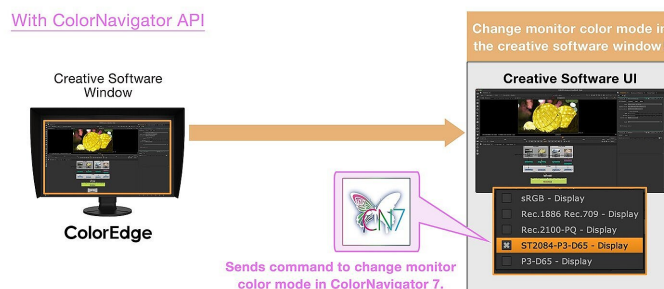 With ColorNavigator API
Change monitor color mode in
the creative software window
Creative Software
Window
Creative Software UI
ColorEdge
CN7
sRGB - Display
Rec.1886 Rec.709 - Display
Rec.2100-PQ - Display
ST2084-P3-D65 - Display
P3-D65 - Display
Sends command to change monitor
color mode in ColorNavigator 7.